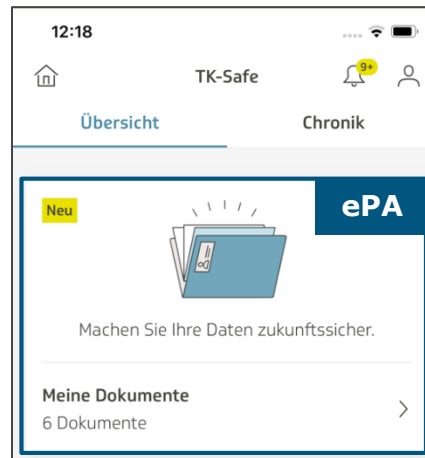 12:18
TK-Safe
9+
Übersicht
Chronik
Neu
ePA
Machen Sie Ihre Daten zukunftssicher.
Meine Dokumente
6 Dokumente